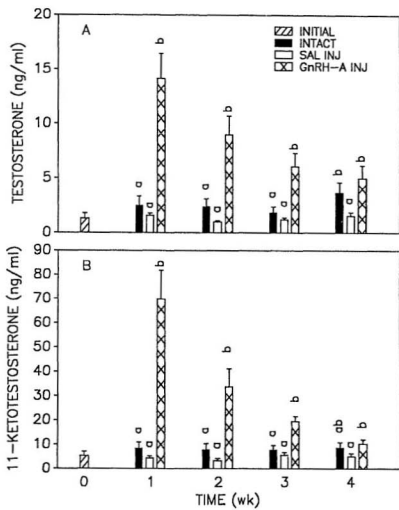 A
INITIAL
INTACT
SAL INJ
GnRH-A INJ
TESTOSTERONE (ng/ml)
20
15
10
5
0
a
a
b
a
a
b
a
a
b
b
a
b
B
11-KETOTESTOSTERONE (ng/ml)
90
80
70
60
50
40
30
20
10
0
a
a
b
a
a
b
a
a
b
ab
a
b
0
1
2
3
4
TIME (wk)